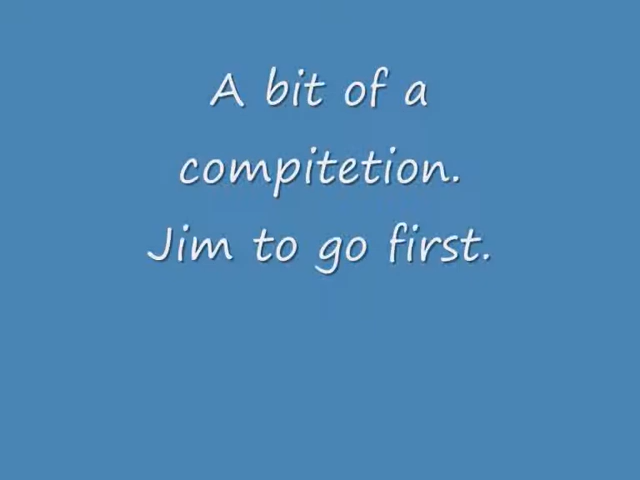 A bit of a
compitetion.
Jim to go first.